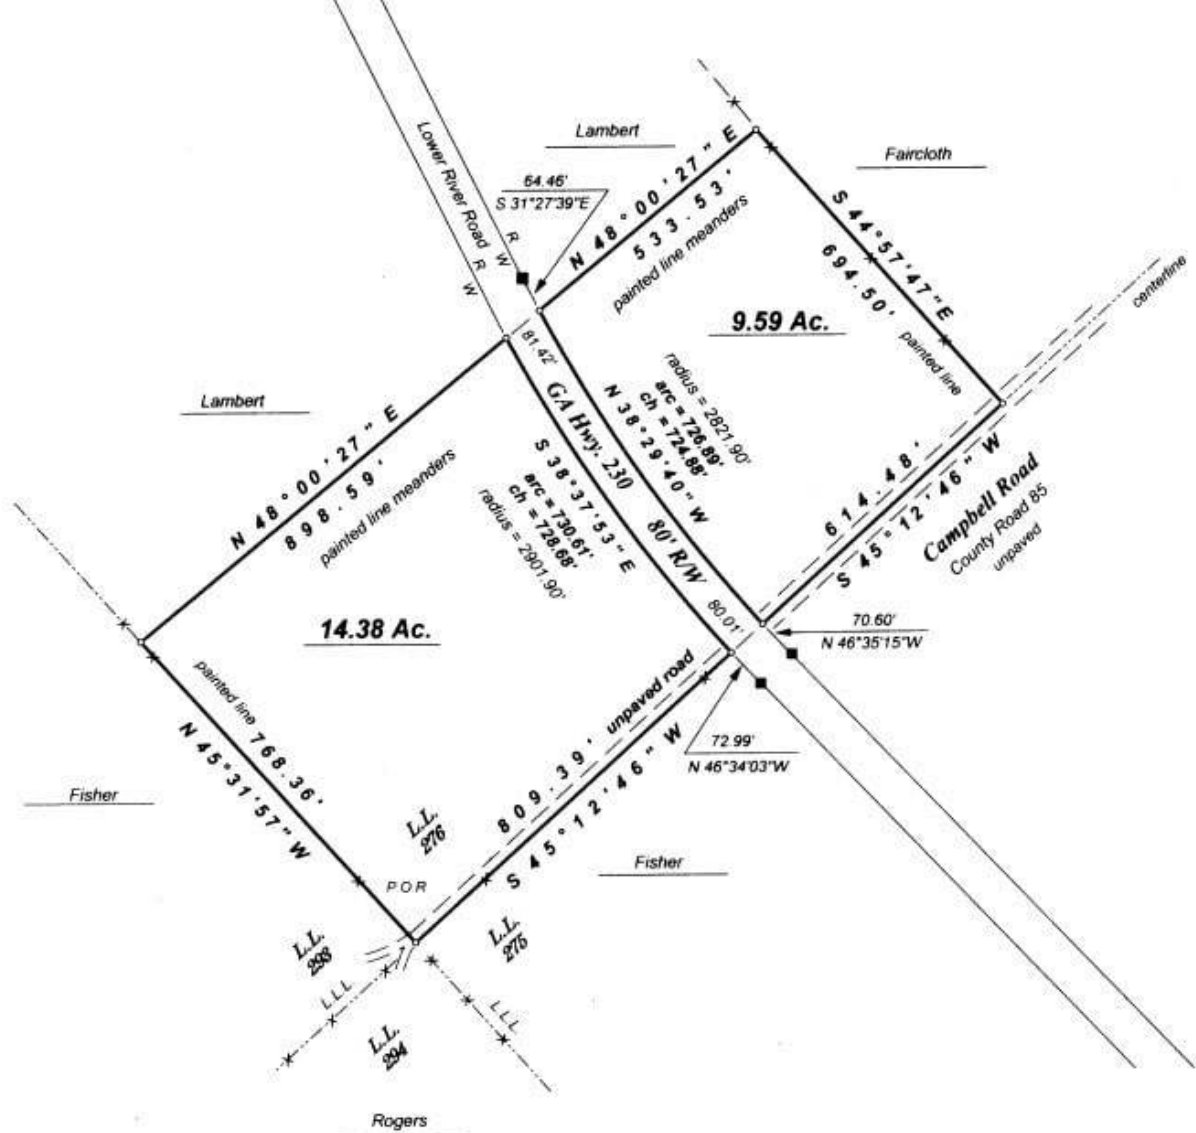 Lower River Road
R W
R W
Lambert
64.46'
S 31°27'39"E
N 48°00'27" E
533.53'
painted line meanders
Faircloth
S 44°57'47"E
694.50'
painted line
9.59 Ac.
centerline
81.42'
GA Hwy. 230
80' R/W
80.01'
radius = 2821.90'
arc = 726.89'
ch = 724.88'
N 38°29'40" W
S 38°37'53" E
arc = 730.61'
ch = 728.68'
radius = 2901.90'
614.48'
S 45°12'46" W
Campbell Road
County Road 85
unpaved
Lambert
N 48°00'27" E
898.59'
painted line meanders
14.38 Ac.
70.60'
N 46°35'15"W
72.99'
N 46°34'03"W
painted line 768.36'
N 45°31'57" W
Fisher
809.39' unpaved road
S 45°12'46" W
Fisher
L.L.
276
POR
L.L.
293
L.L.
275
LLL
LLL
L.L.
294
Rogers